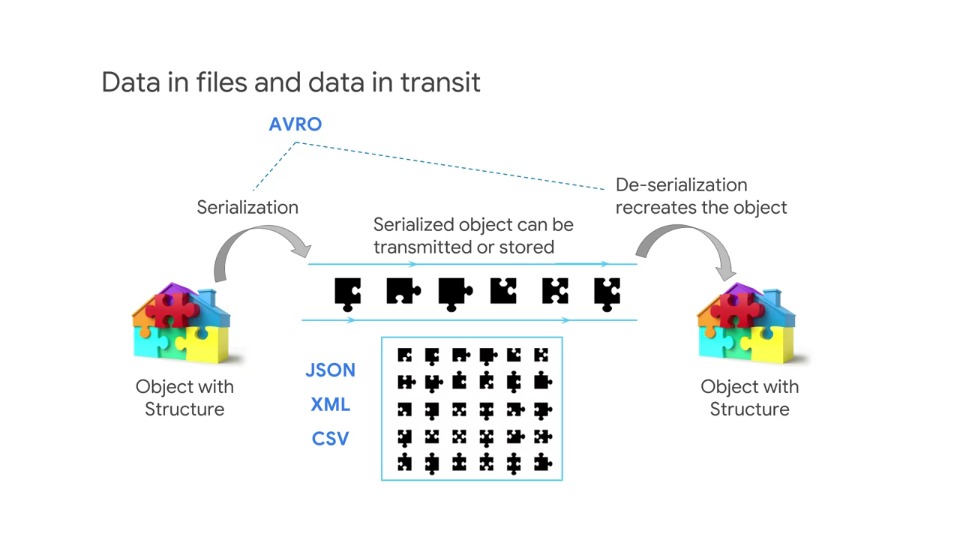 Data in files and data in transit
AVRO
Serialization
De-serialization
recreates the object
Serialized object can be
transmitted or stored
Object with
Structure
JSON
XML
CSV
Object with
Structure